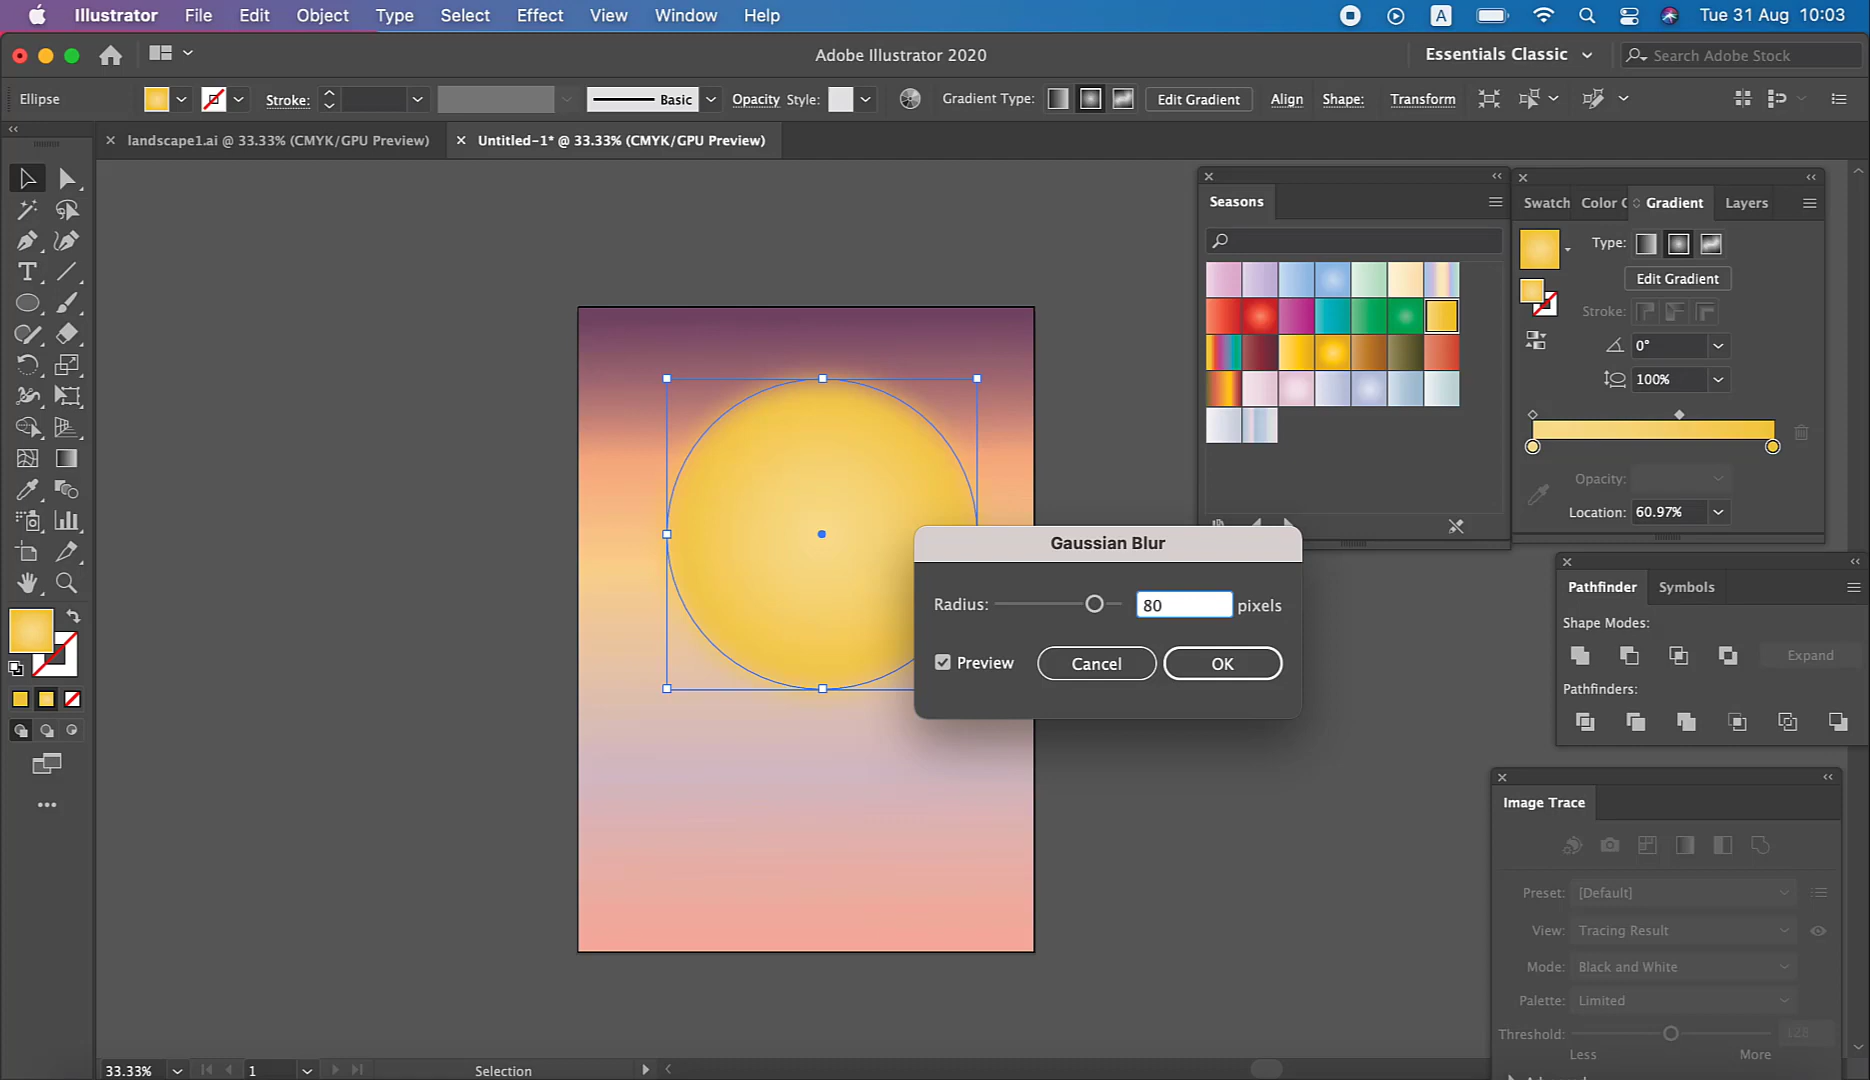 Illustrator File Edit Object Type Select Effect View Window Help A Tue 31 Aug 10:03
Adobe Illustrator 2020 Essentials Classic Search Adobe Stock
Ellipse Stroke: Basic Opacity Style: Gradient Type: Edit Gradient Align Shape: Transform
landscape1.ai @ 33.33% (CMYK/GPU Preview) Untitled-1* @ 33.33% (CMYK/GPU Preview)
Seasons
Swatch Color C Gradient Layers
Type:
Edit Gradient
Stroke:
0°
100%
Opacity:
Location: 60.97%
Gaussian Blur
Radius: 80 pixels
Preview Cancel OK
Pathfinder Symbols
Shape Modes:
Expand
Pathfinders:
Image Trace
Preset: [Default]
View: Tracing Result
Mode: Black and White
Palette: Limited
Threshold: 128
Less More
33.33% 1 Selection